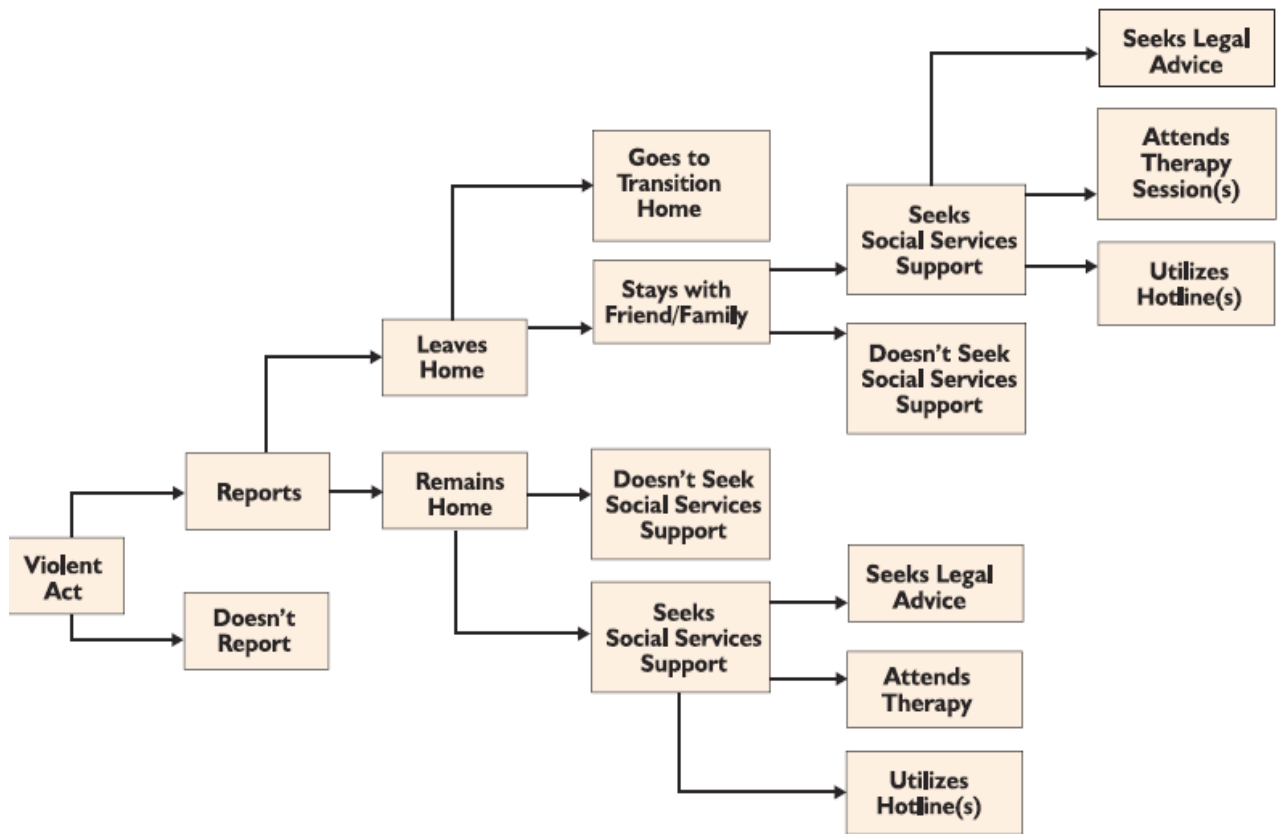 Seeks Legal
Advice
Attends
Therapy
Session(s)
Goes to
Transition
Home
Seeks
Social Services
Support
Utilizes
Hotline(s)
Stays with
Friend/Family
Leaves
Home
Doesn't Seek
Social Services
Support
Reports
Remains
Home
Doesn't Seek
Social Services
Support
Violent
Act
Doesn't
Report
Seeks
Social Services
Support
Seeks Legal
Advice
Attends
Therapy
Utilizes
Hotline(s)